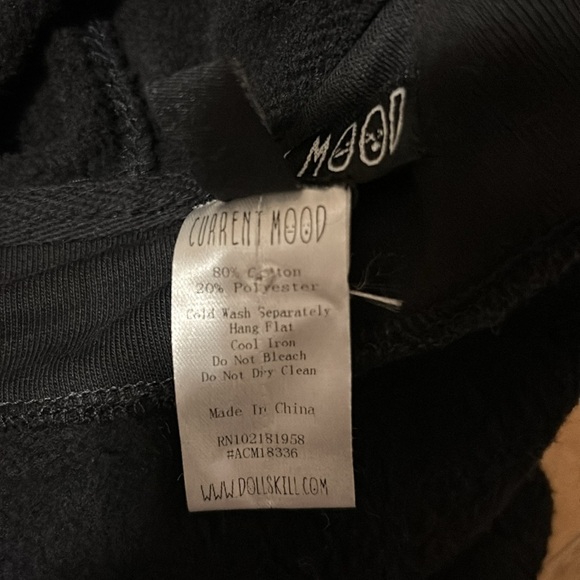 MOOD
CURRENT MOOD
80% Cotton
20% Polyester
Cold Wash Separately
Hang Flat
Cool Iron
Do Not Bleach
Do Not Dry Clean
Made In China
RN102181958
#ACM18336
WWW.DOLLSKILL.COM